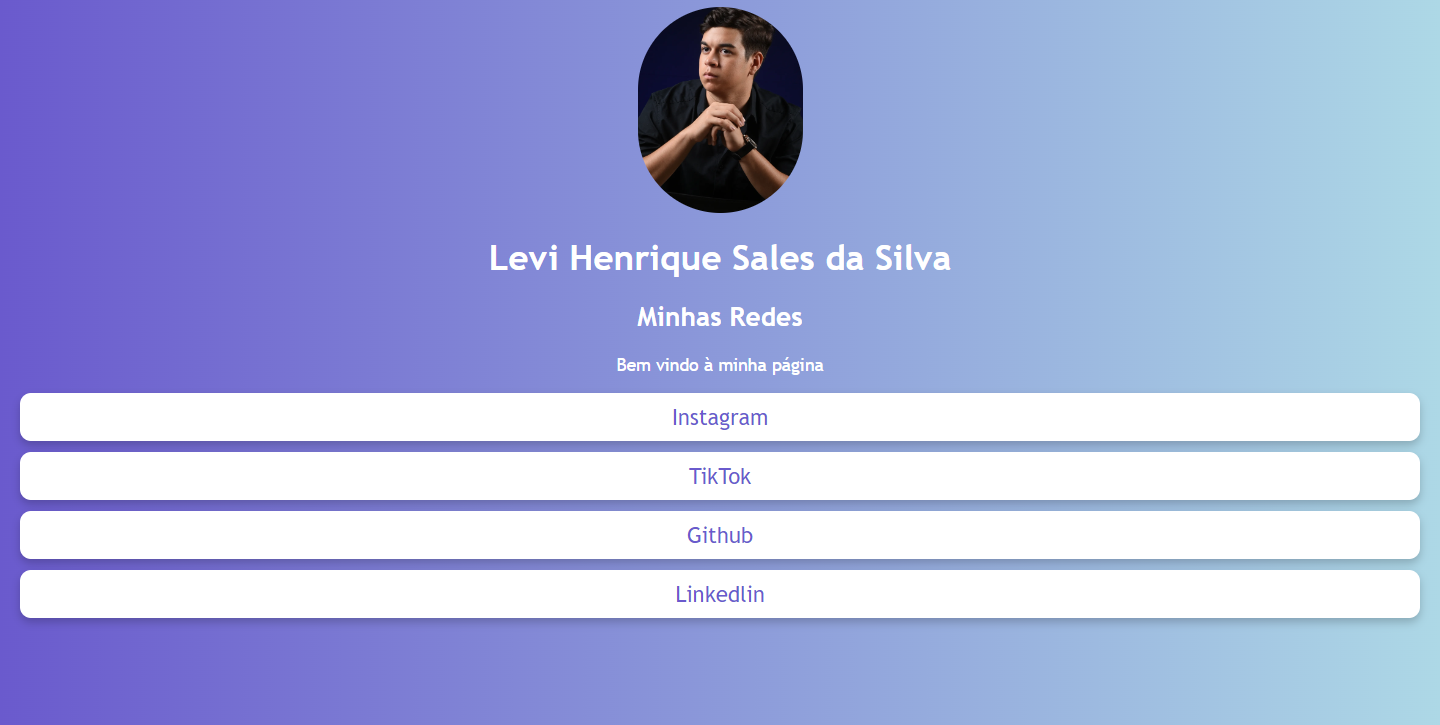 Levi Henrique Sales da Silva
Minhas Redes
Bem vindo à minha página
Instagram
TikTok
Github
Linkedlin